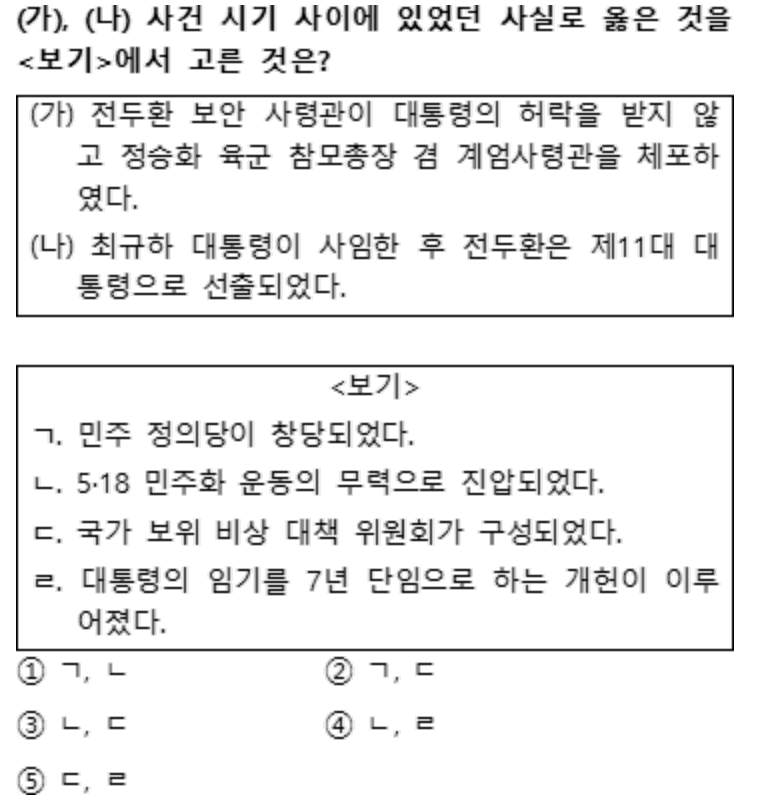 (가), (나) 사건 시기 사이에 있었던 사실로 옳은 것을
<보기>에서 고른 것은?
(가) 전두환 보안 사령관이 대통령의 허락을 받지 않
고 정승화 육군 참모총장 겸 계엄사령관을 체포하
였다.
(나) 최규하 대통령이 사임한 후 전두환은 제11대 대
통령으로 선출되었다.
<보기>
ㄱ. 민주 정의당이 창당되었다.
ㄴ. 5·18 민주화 운동의 무력으로 진압되었다.
ㄷ. 국가 보위 비상 대책 위원회가 구성되었다.
ㄹ. 대통령의 임기를 7년 단임으로 하는 개헌이 이루
어졌다.
① ㄱ, ㄴ ② ㄱ, ㄷ
③ ㄴ, ㄷ ④ ㄴ, ㄹ
⑤ ㄷ, ㄹ